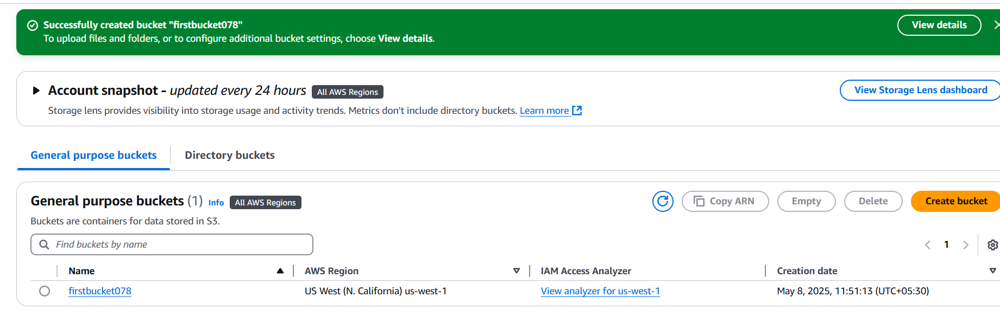 Successfully created bucket "firstbucket078"
View details
To upload files and folders, or to configure additional bucket settings, choose View details.
Account snapshot - updated every 24 hours All AWS Regions
View Storage Lens dashboard
Storage lens provides visibility into storage usage and activity trends. Metrics don't include directory buckets. Learn more
General purpose buckets Directory buckets
General purpose buckets (1) Info All AWS Regions
Copy ARN Empty Delete Create bucket
Buckets are containers for data stored in S3.
Find buckets by name
1
Name AWS Region IAM Access Analyzer Creation date
firstbucket078 US West (N. California) us-west-1 View analyzer for us-west-1 May 8, 2025, 11:51:13 (UTC+05:30)